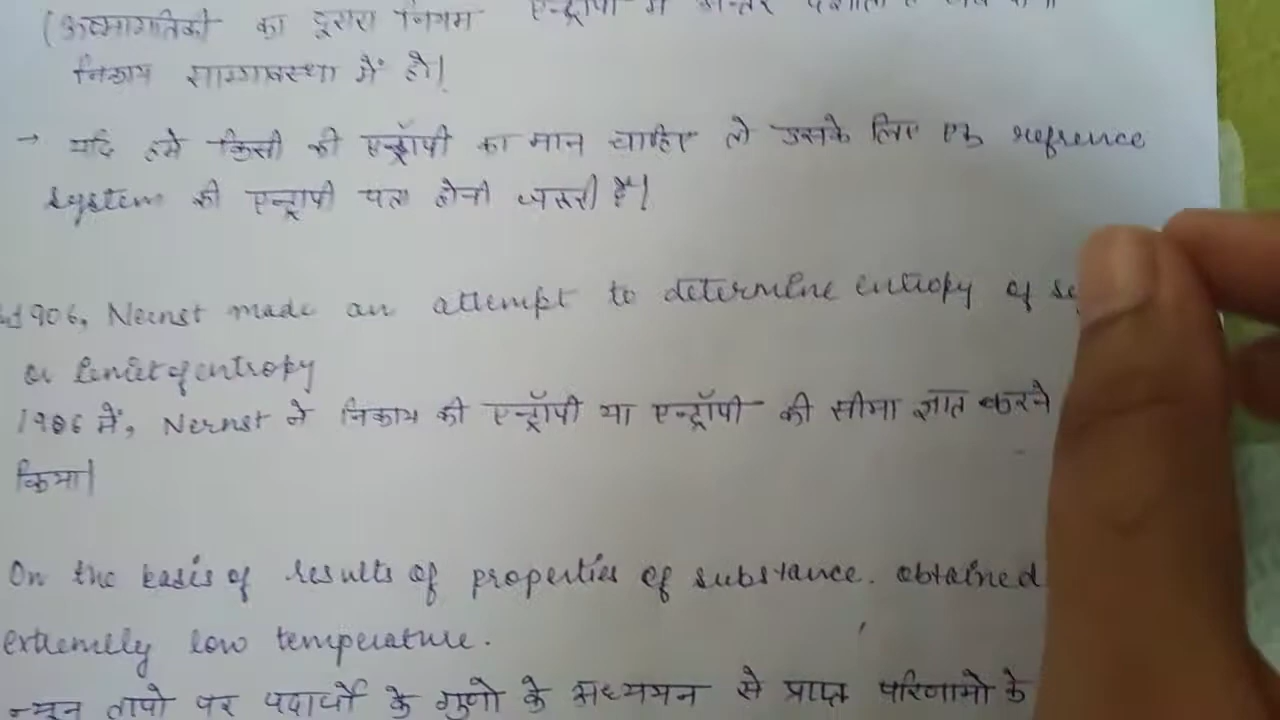 (ऊष्मागतिकी का दूसरा नियम एन्ट्रॉपी में अन्तर
निकाय साम्यावस्था में हो।
→ यदि हमे किसी की एन्ट्रॉपी का मान चाहिए तो उसके लिए एक refrence
system की एन्ट्रापी पता होनी जरूरी है।
1906, Nernst made an attempt to determine entropy of
or limit of entropy
1906 में, Nernst ने निकाय की एन्ट्रॉपी या एन्ट्रॉपी की सीमा ज्ञात करने
किया।
On the basis of results of properties of substance. obtained
extremely low temperature.
न्यून तापो पर पदार्थो के गुणो के अध्ययन से प्राप्त परिणामो के